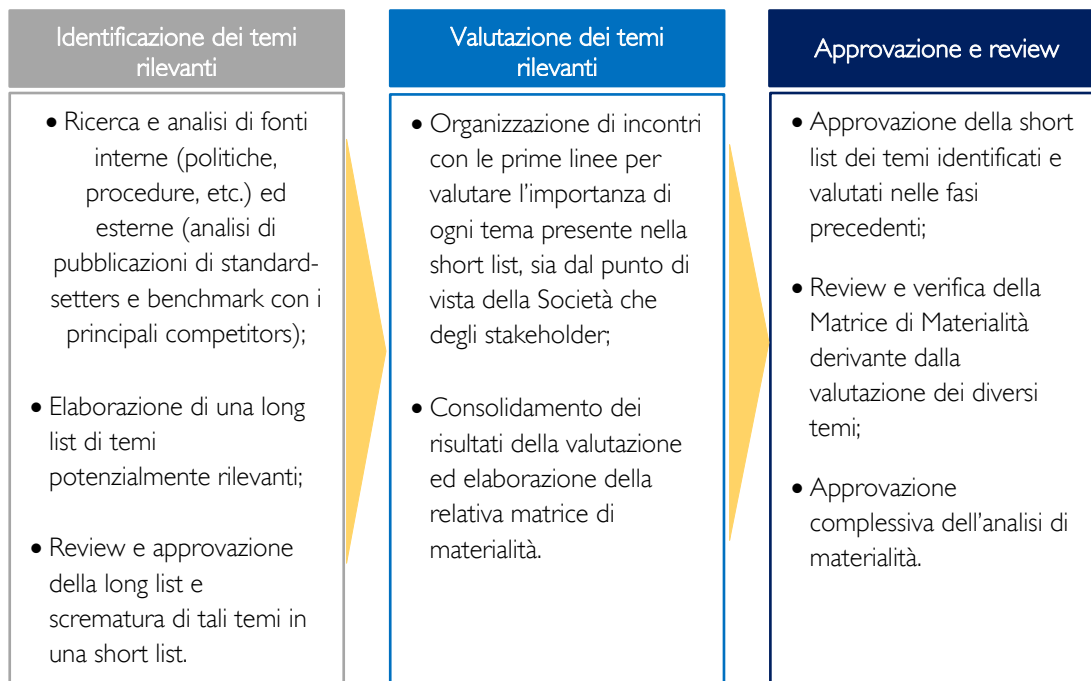 Identificazione dei temi
rilevanti
• Ricerca e analisi di fonti
interne (politiche,
procedure, etc.) ed
esterne (analisi di
pubblicazioni di standard-
setters e benchmark con i
principali competitors);
• Elaborazione di una long
list di temi
potenzialmente rilevanti;
• Review e approvazione
della long list e
scrematura di tali temi in
una short list.
Valutazione dei temi
rilevanti
• Organizzazione di incontri
con le prime linee per
valutare l’importanza di
ogni tema presente nella
short list, sia dal punto di
vista della Società che
degli stakeholder;
• Consolidamento dei
risultati della valutazione
ed elaborazione della
relativa matrice di
materialità.
Approvazione e review
• Approvazione della short
list dei temi identificati e
valutati nelle fasi
precedenti;
• Review e verifica della
Matrice di Materialità
derivante dalla
valutazione dei diversi
temi;
• Approvazione
complessiva dell’analisi di
materialità.